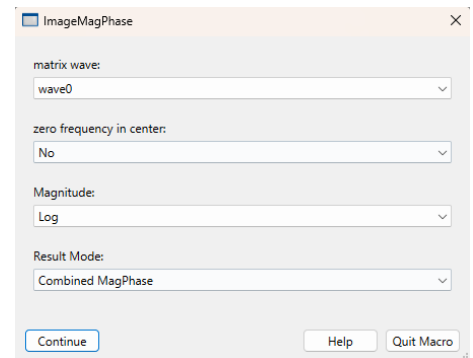 ImageMagPhase
matrix wave:
wave0
zero frequency in center:
No
Magnitude:
Log
Result Mode:
Combined MagPhase
Continue
Help
Quit Macro